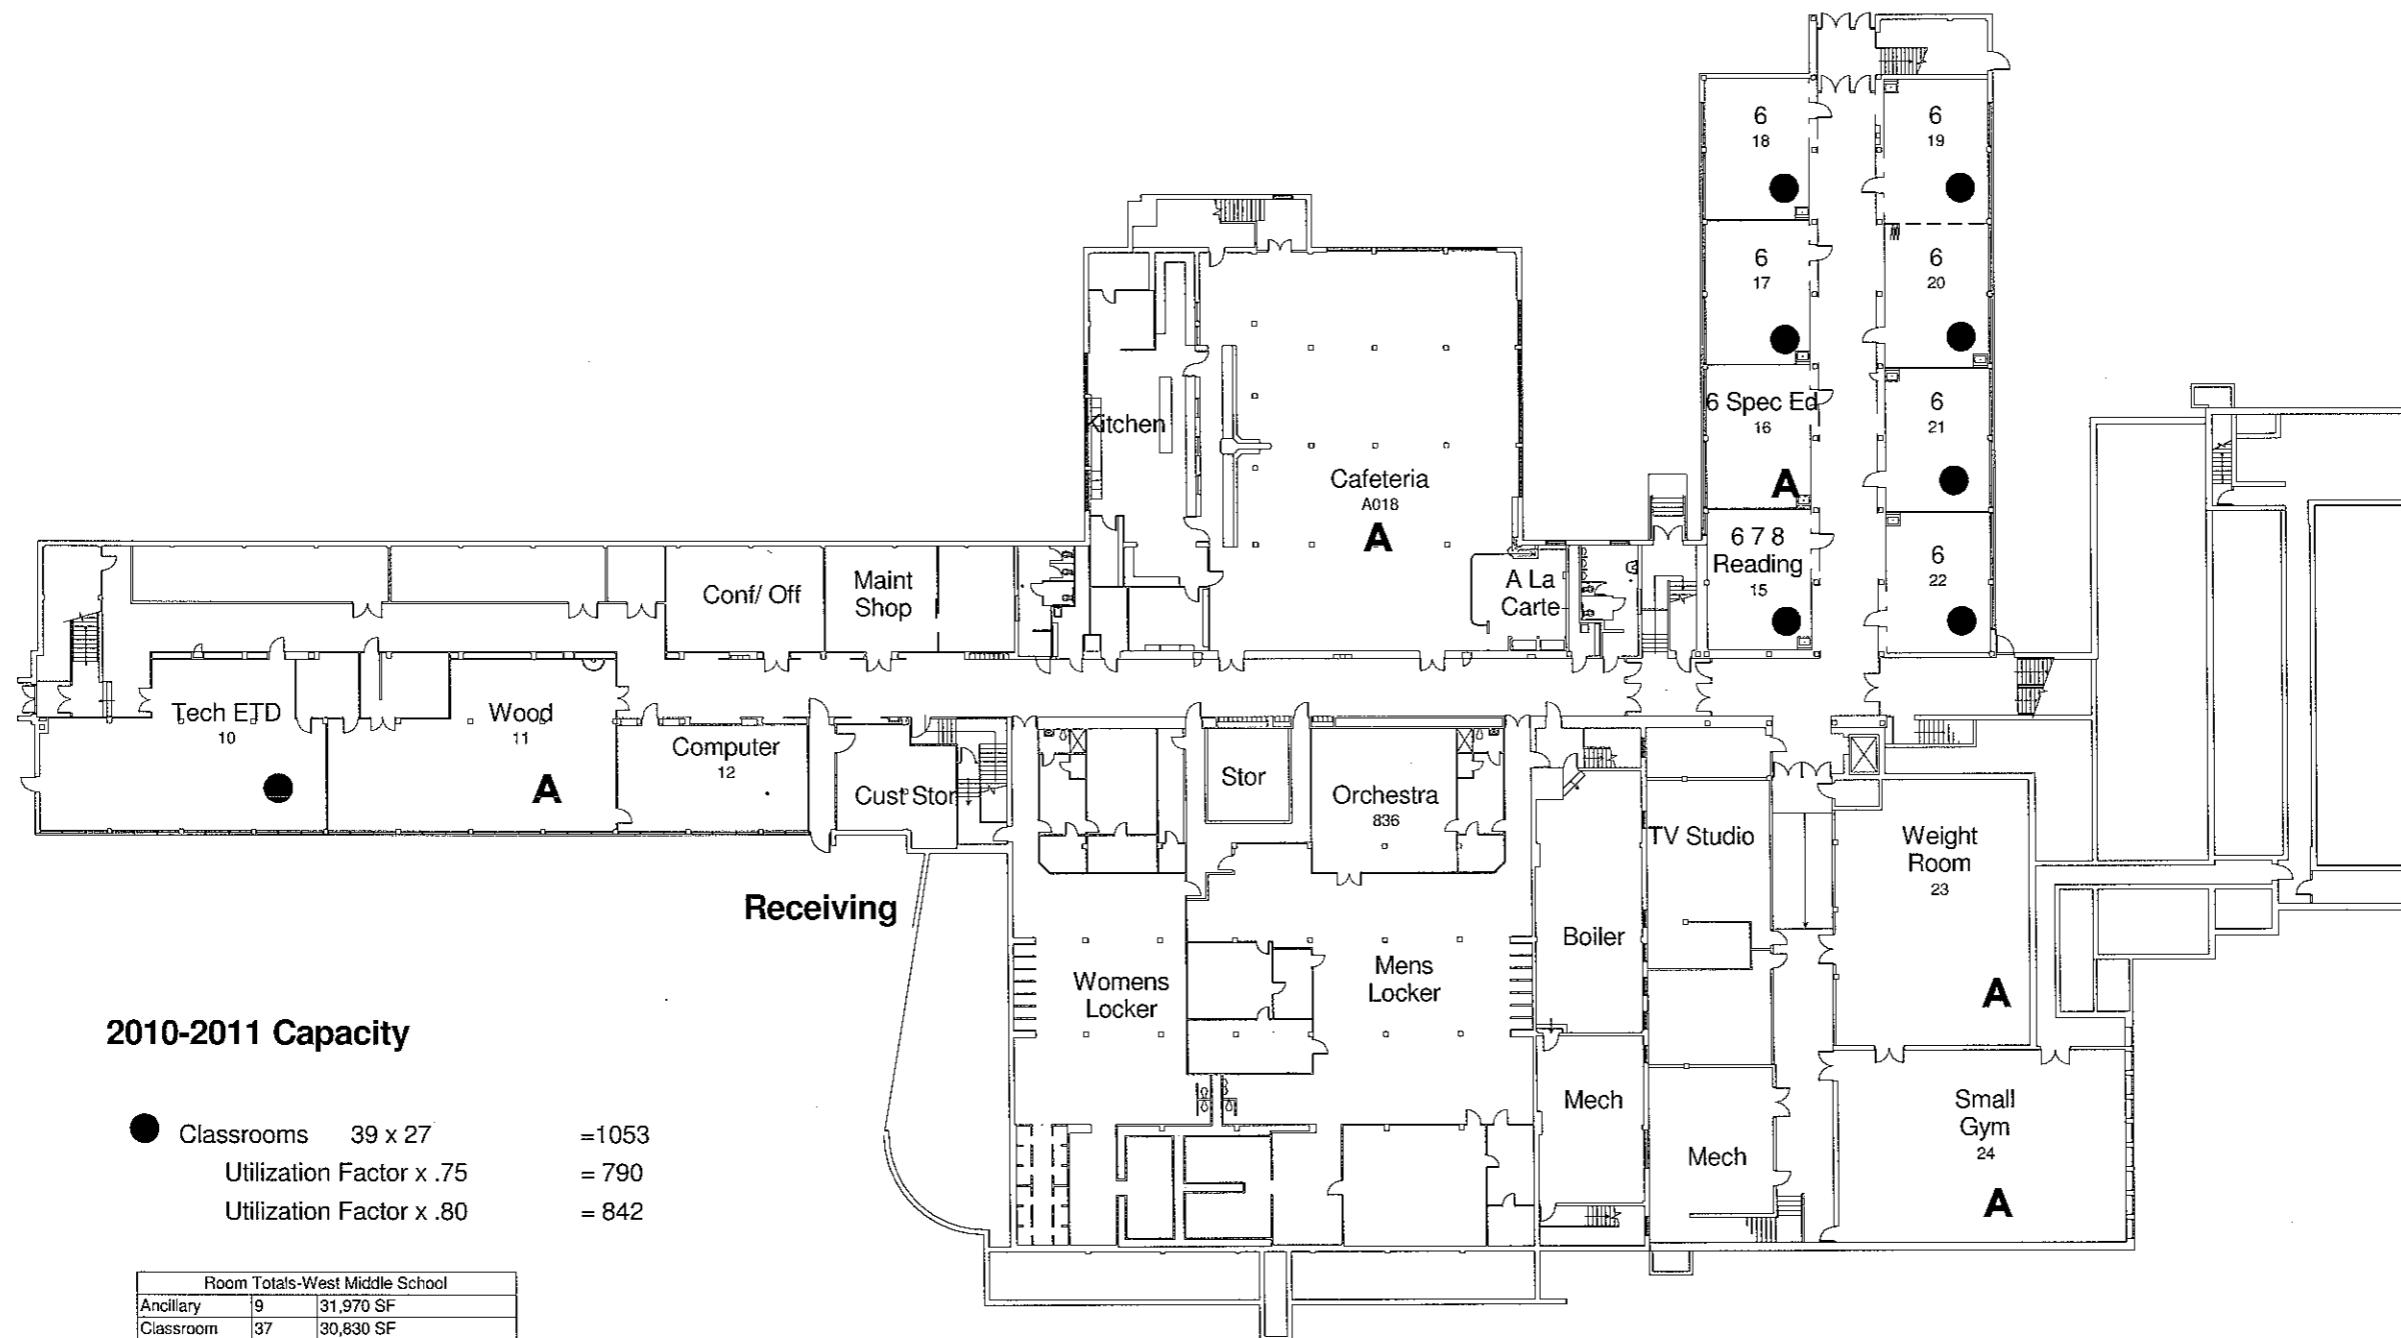 6
18
6
19
6
17
6
20
6 Spec Ed
16
A
6
21
6 7 8
Reading
15
6
22
Kitchen
Cafeteria
A018
A
A La
Carte
Conf/ Off
Maint
Shop
Tech ETD
10
Wood
11
A
Computer
12
Cust Stor
Stor
Orchestra
836
TV Studio
Weight
Room
23
A
Receiving
Boiler
Womens
Locker
Mens
Locker
Mech
Mech
Small
Gym
24
A
2010-2011 Capacity
Classrooms 39 x 27 =1053
Utilization Factor x .75 = 790
Utilization Factor x .80 = 842
Room Totals-West Middle School
Ancillary 9 31,970 SF
Classroom 37 30,830 SF